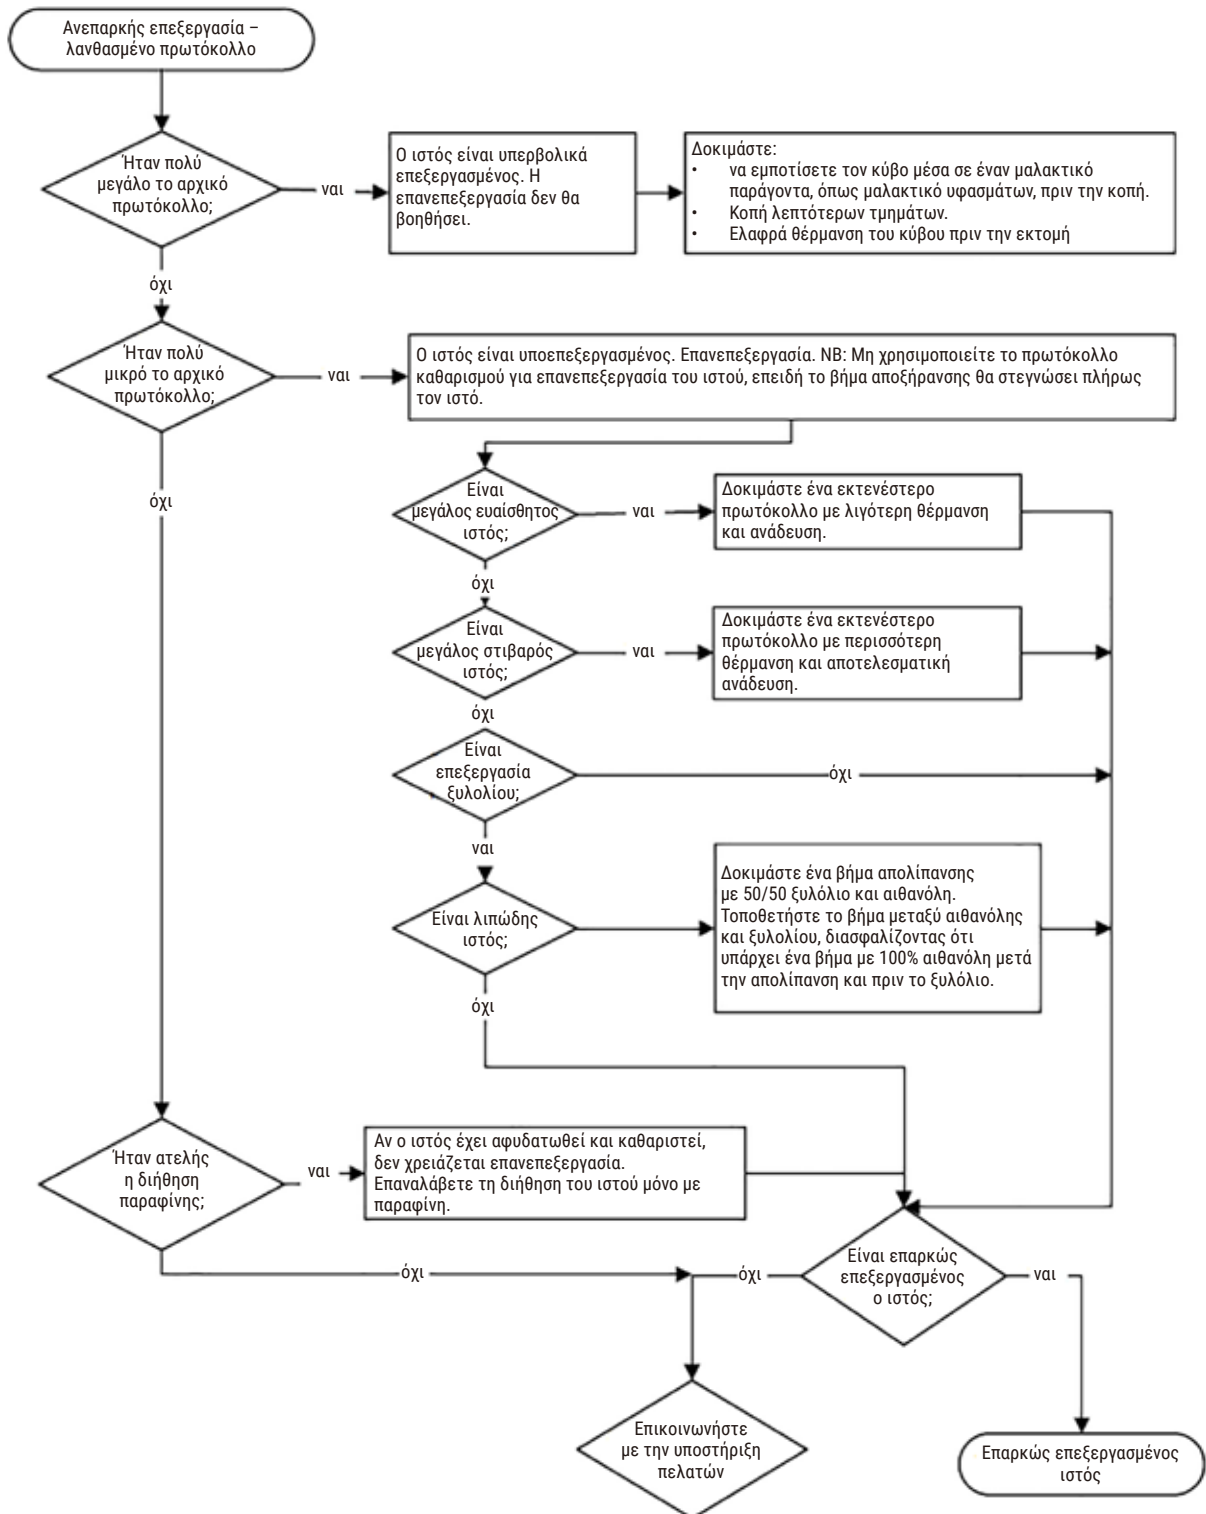 Ανεπαρκής επεξεργασία –
λανθασμένο πρωτόκολλο
Ήταν πολύ
μεγάλο το αρχικό
πρωτόκολλο;
ναι
Ο ιστός είναι υπερβολικά
επεξεργασμένος. Η
επανεπεξεργασία δεν θα
βοηθήσει.
Δοκιμάστε:
• να εμποτίσετε τον κύβο μέσα σε έναν μαλακτικό
παράγοντα, όπως μαλακτικό υφασμάτων, πριν την κοπή.
• Κοπή λεπτότερων τμημάτων.
• Ελαφρά θέρμανση του κύβου πριν την εκτομή
όχι
Ήταν πολύ
μικρό το αρχικό
πρωτόκολλο;
ναι
Ο ιστός είναι υποεπεξεργασμένος. Επανεπεξεργασία. NB: Μη χρησιμοποιείτε το πρωτόκολλο
καθαρισμού για επανεπεξεργασία του ιστού, επειδή το βήμα αποξήρανσης θα στεγνώσει πλήρως
τον ιστό.
όχι
Είναι
μεγάλος ευαίσθητος
ιστός;
ναι
Δοκιμάστε ένα εκτενέστερο
πρωτόκολλο με λιγότερη θέρμανση
και ανάδευση.
όχι
Είναι
μεγάλος στιβαρός
ιστός;
ναι
Δοκιμάστε ένα εκτενέστερο
πρωτόκολλο με περισσότερη
θέρμανση και αποτελεσματική
ανάδευση.
όχι
Είναι
επεξεργασία
ξυλολίου;
όχι
ναι
Είναι λιπώδης
ιστός;
Δοκιμάστε ένα βήμα απολίπανσης
με 50/50 ξυλόλιο και αιθανόλη.
Τοποθετήστε το βήμα μεταξύ αιθανόλης
και ξυλολίου, διασφαλίζοντας ότι
υπάρχει ένα βήμα με 100% αιθανόλη μετά
την απολίπανση και πριν το ξυλόλιο.
όχι
Ήταν ατελής
η διήθηση
παραφίνης;
ναι
Αν ο ιστός έχει αφυδατωθεί και καθαριστεί,
δεν χρειάζεται επανεπεξεργασία.
Επαναλάβετε τη διήθηση του ιστού μόνο με
παραφίνη.
όχι
Είναι επαρκώς
επεξεργασμένος
ο ιστός;
όχι
ναι
Επικοινωνήστε
με την υποστήριξη
πελατών
Επαρκώς επεξεργασμένος
ιστός